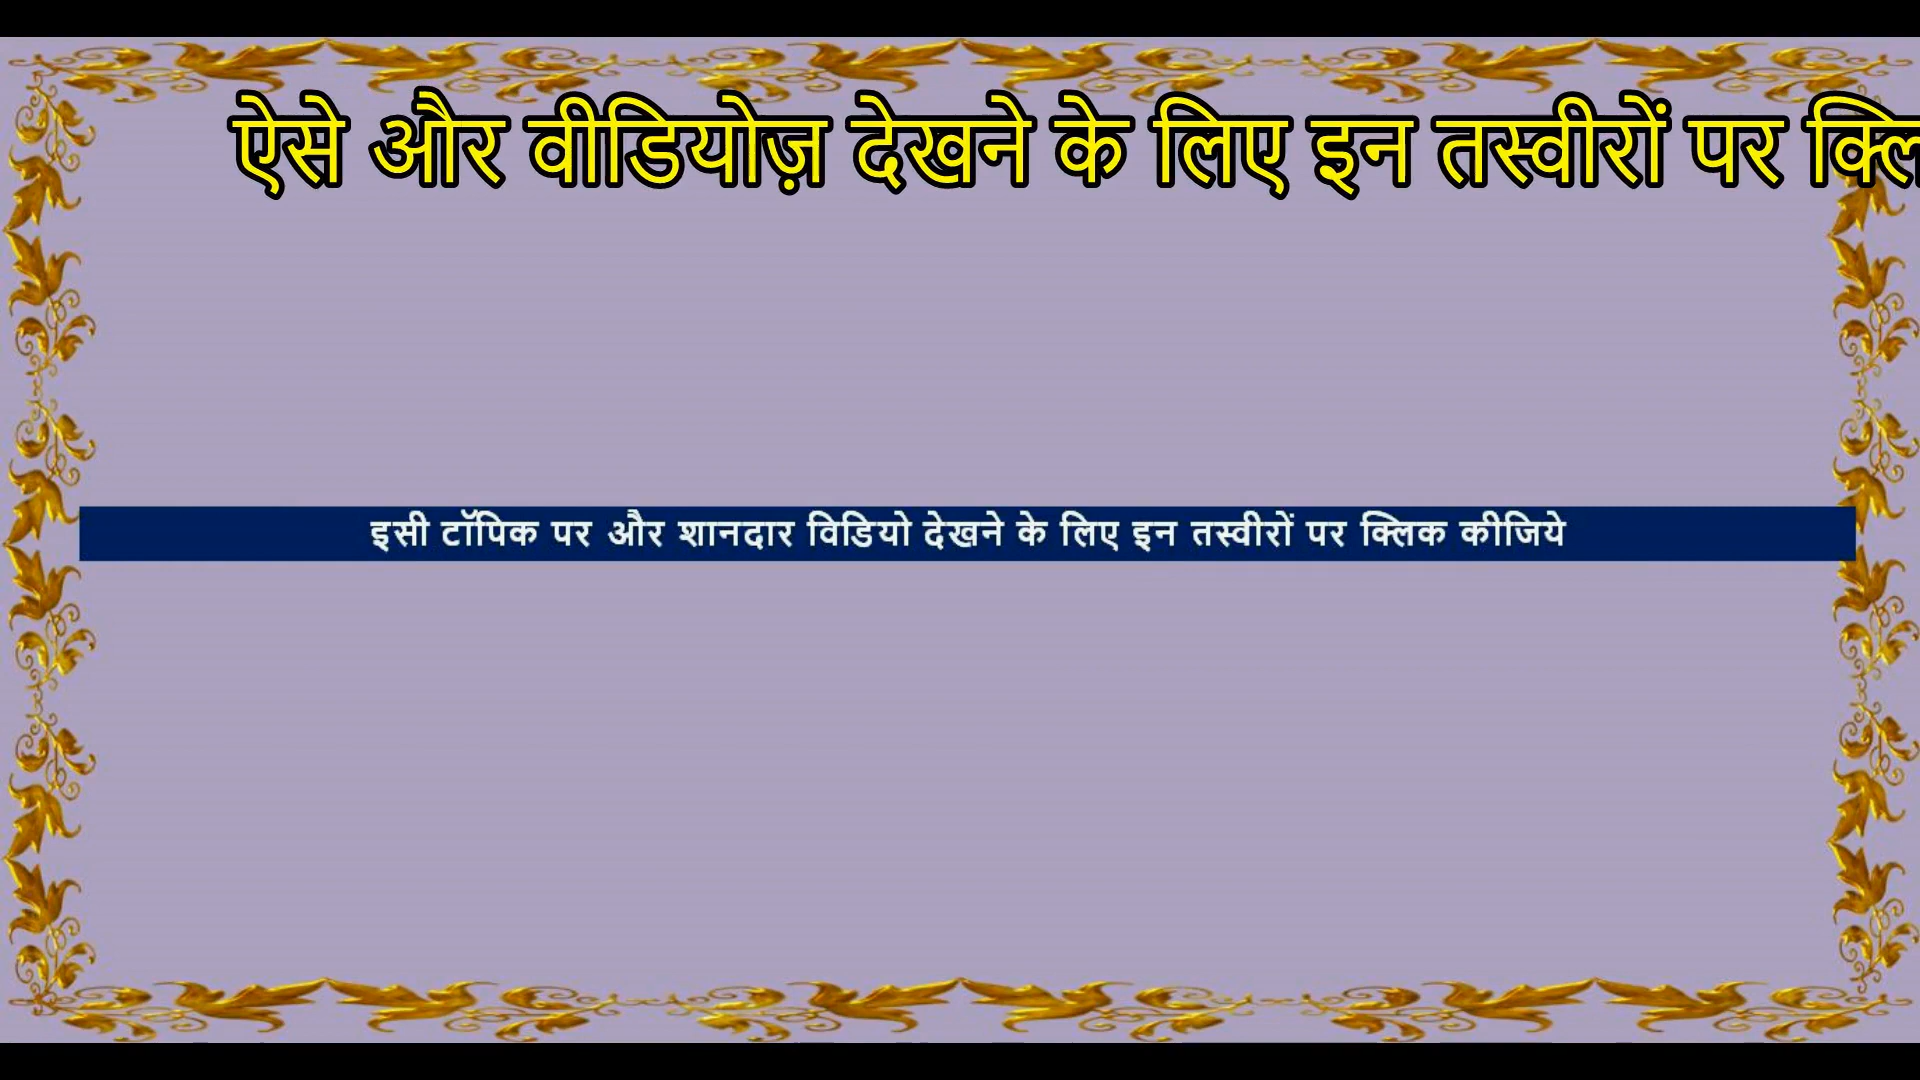 ऐसे और वीडियोज़ देखने के लिए इन तस्वीरों पर
इसी टॉपिक पर और शानदार विडियो देखने के लिए इन तस्वीरों पर क्लिक कीजिये